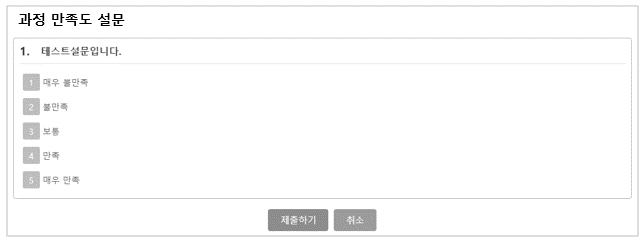 과정 만족도 설문
1. 테스트설문입니다.
1 매우 불만족
2 불만족
3 보통
4 만족
5 매우 만족
제출하기 취소